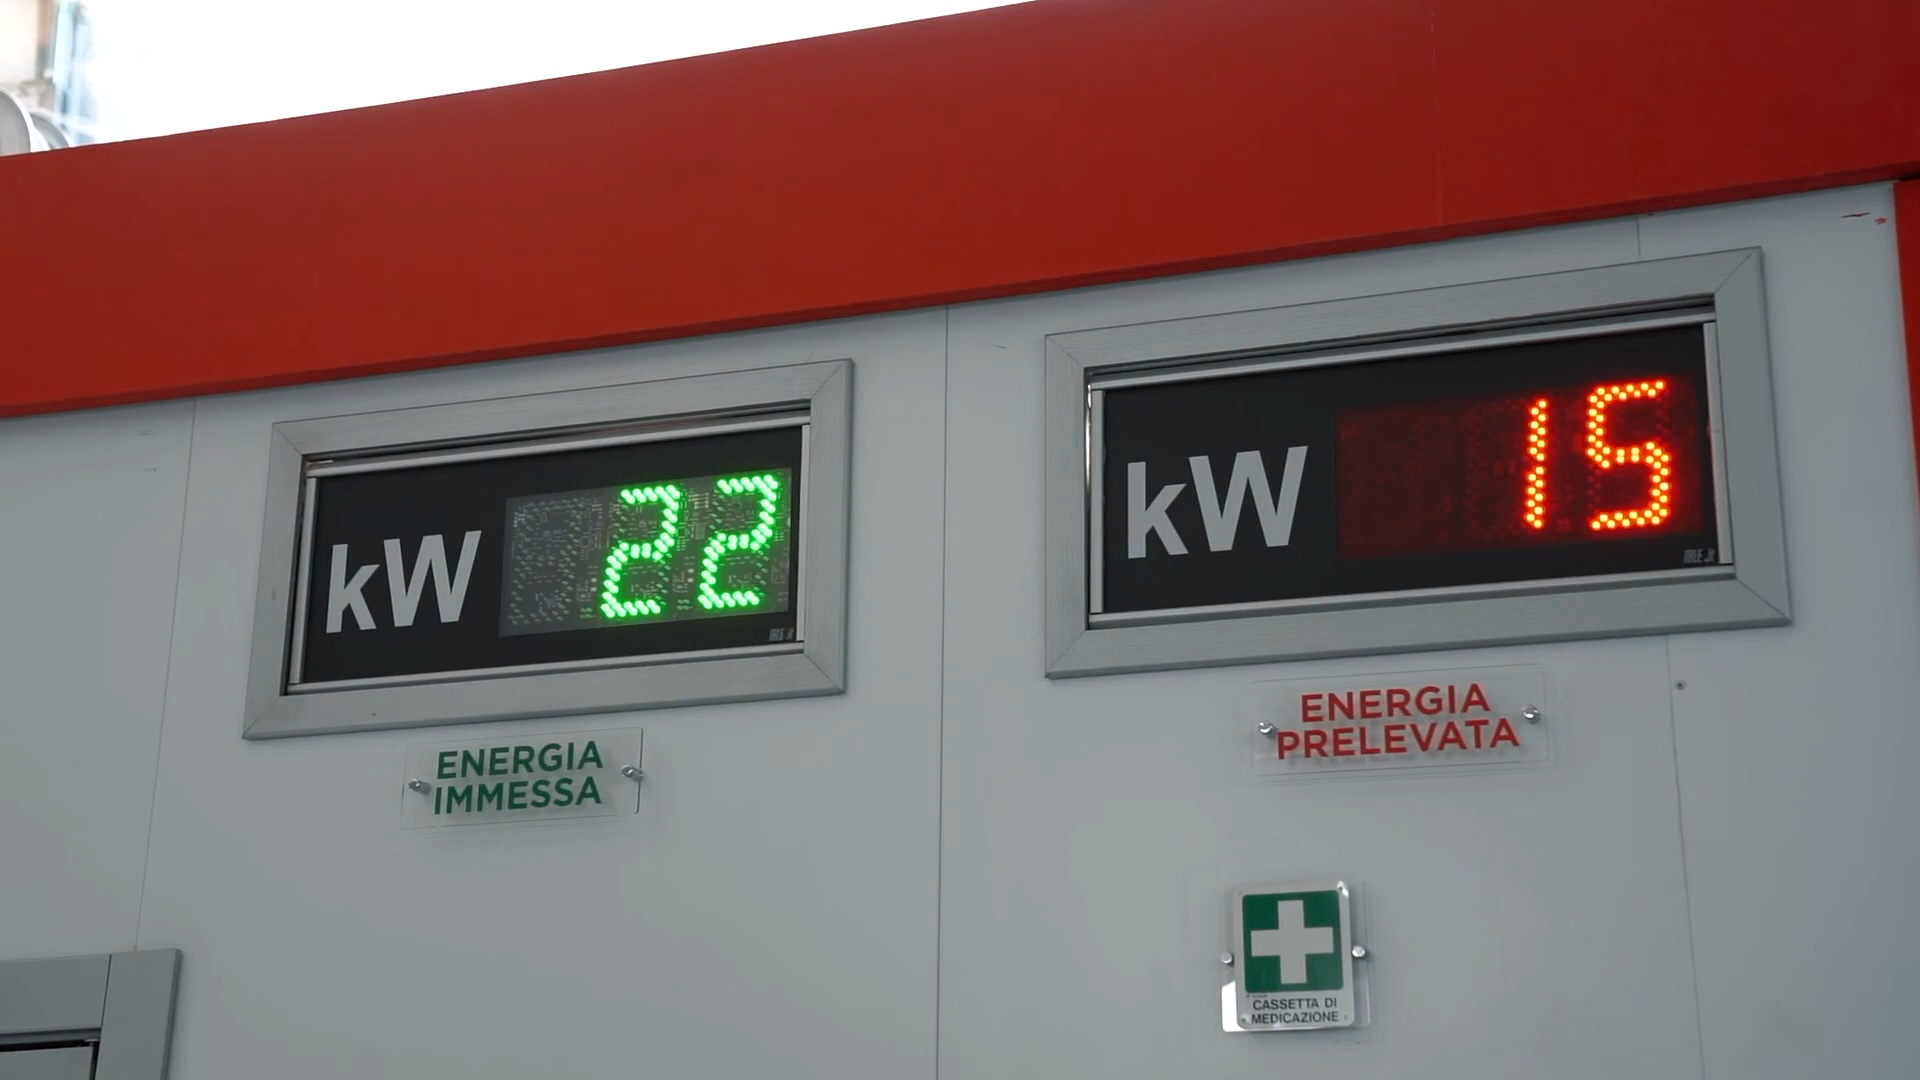 kW 22
ENERGIA
IMMESSA
kW 15
ENERGIA
PRELEVATA
CASSETTA DI
MEDICAZIONE